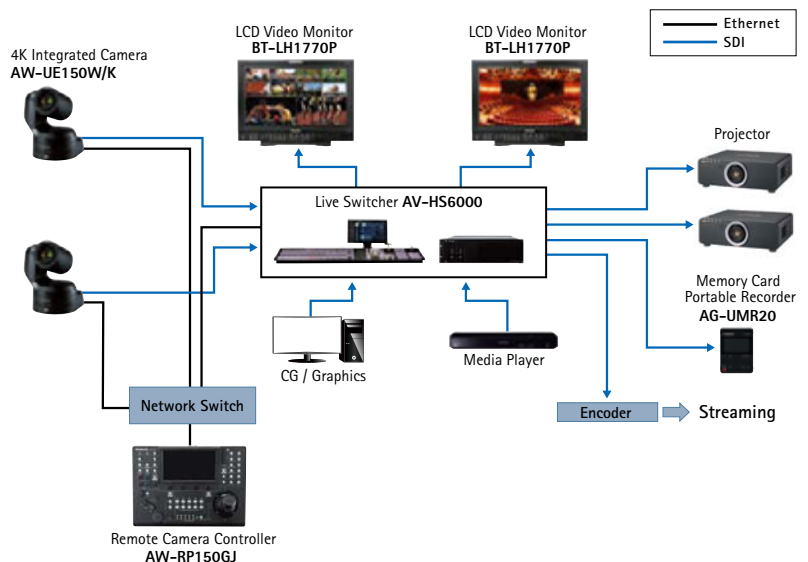 Ethernet
SDI
4K Integrated Camera
AW-UE150W/K
LCD Video Monitor
BT-LH1770P
LCD Video Monitor
BT-LH1770P
Projector
Live Switcher AV-HS6000
Memory Card
Portable Recorder
AG-UMR20
CG / Graphics
Media Player
Network Switch
Encoder
Streaming
Remote Camera Controller
AW-RP150GJ